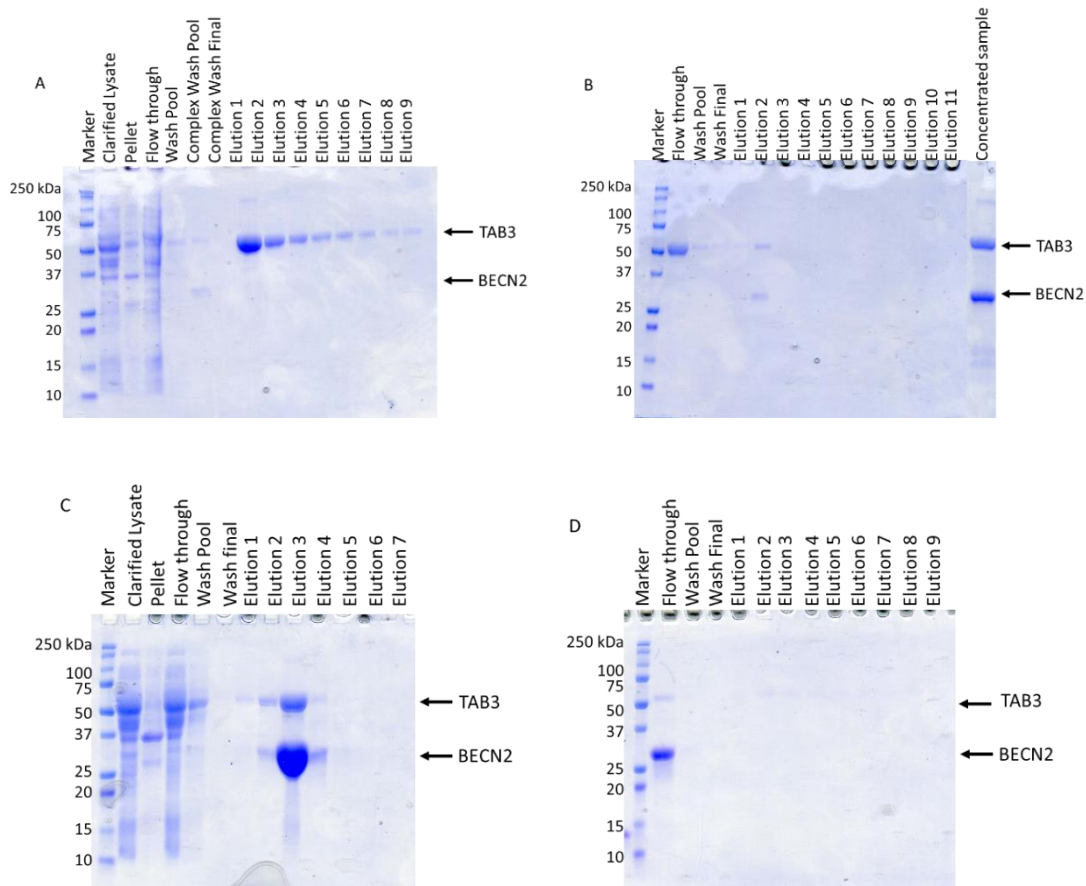 A
Marker
Clarified Lysate
Pellet
Flow through
Wash Pool
Complex Wash Pool
Complex Wash Final
Elution 1
Elution 2
Elution 3
Elution 4
Elution 5
Elution 6
Elution 7
Elution 8
Elution 9
250 kDa
100
75
50
37
25
20
15
10
TAB3
BECN2
B
Marker
Flow through
Wash Pool
Wash Final
Elution 1
Elution 2
Elution 3
Elution 4
Elution 5
Elution 6
Elution 7
Elution 8
Elution 9
Elution 10
Elution 11
Concentrated sample
250 kDa
100
75
50
37
25
20
15
10
TAB3
BECN2
C
Marker
Clarified Lysate
Pellet
Flow through
Wash Pool
Wash final
Elution 1
Elution 2
Elution 3
Elution 4
Elution 5
Elution 6
Elution 7
250 kDa
100
75
50
37
25
20
15
10
TAB3
BECN2
D
Marker
Flow through
Wash Pool
Wash Final
Elution 1
Elution 2
Elution 3
Elution 4
Elution 5
Elution 6
Elution 7
Elution 8
Elution 9
250 kDa
100
75
50
37
25
20
15
10
TAB3
BECN2